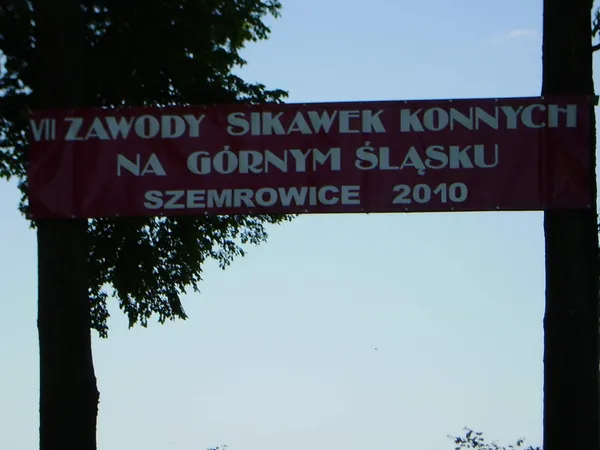 VII ZAWODY SIKAWEK KONNYCH
NA GÓRNYM ŚLĄSKU
SZEMROWICE 2010